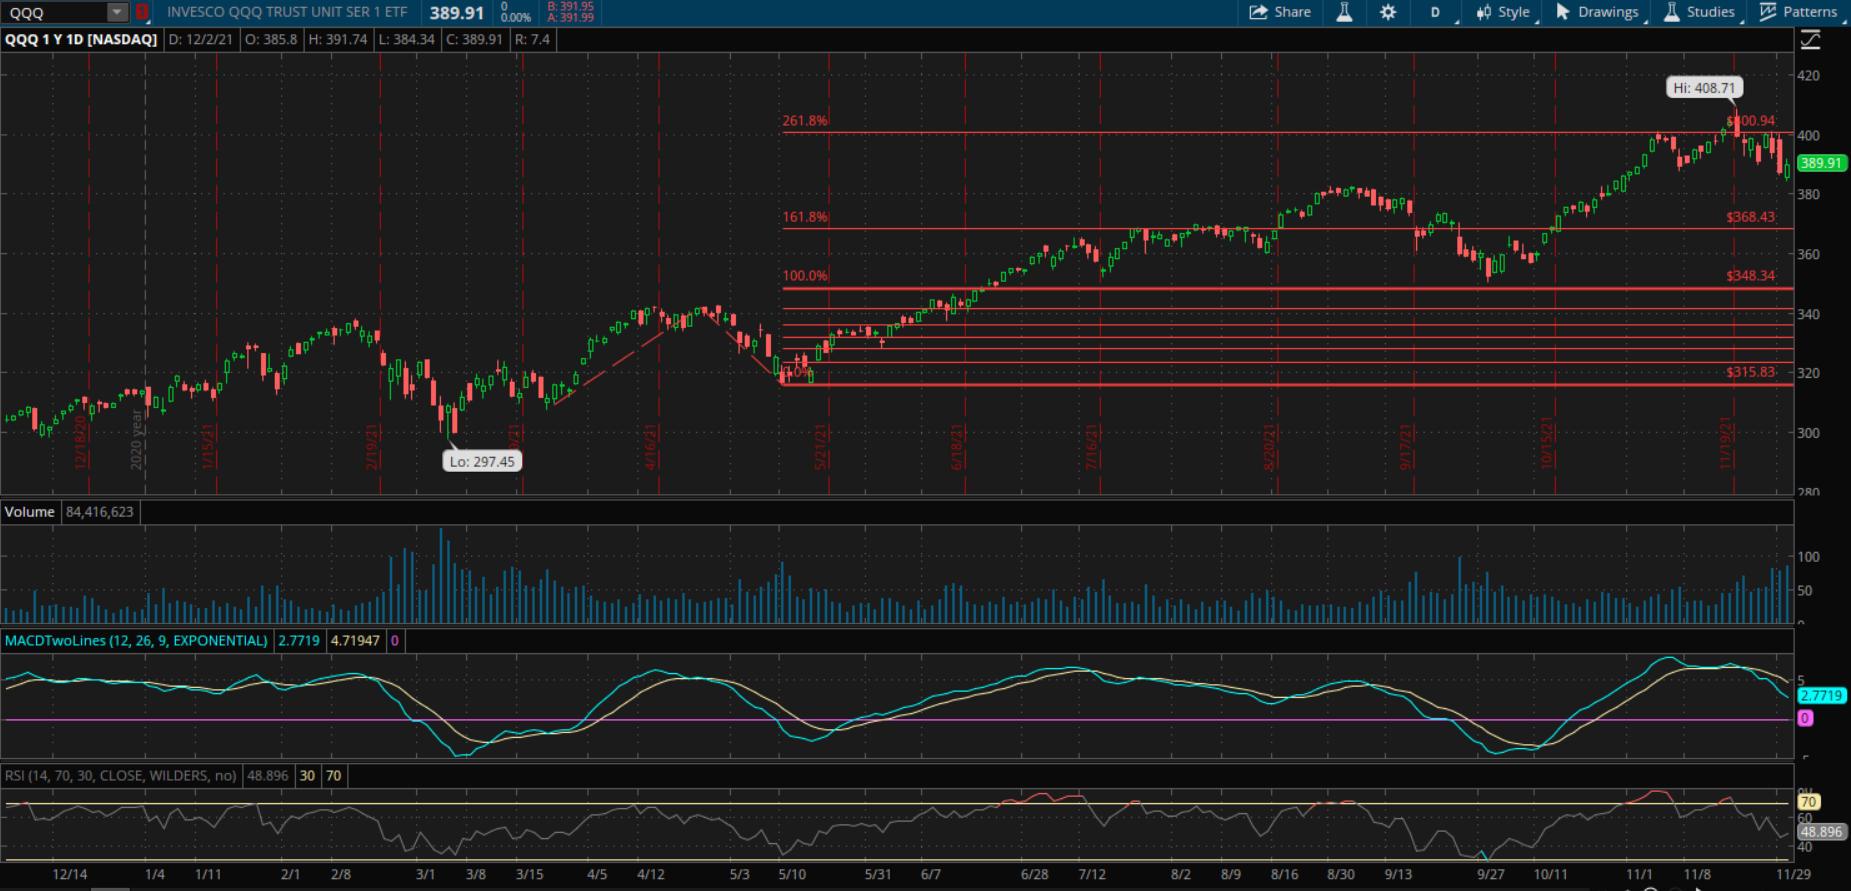 QQQ 1 INVESCO QQQ TRUST UNIT SER 1 ETF 389.91 0 0.00% B: 391.95 A: 391.99 Share D Style Drawings Studies Patterns
QQQ 1 Y 1D [NASDAQ] D: 12/2/21 O: 385.8 H: 391.74 L: 384.34 C: 389.91 R: 7.4
420
Hi: 408.71
261.8%
400
389.91
380
161.8% $368.43
360
100.0% $348.34
340
$315.83
320
300
Lo: 297.45
12/18/20 2020 year 1/15/21 2/19/21 4/16/21 5/21/21 6/18/21 7/16/21 8/20/21 9/17/21 10/15/21 11/19/21
280
Volume 84,416,623
100
50
MACDTwoLines (12, 26, 9, EXPONENTIAL) 2.7719 4.71947 0
5
2.7719
0
RSI (14, 70, 30, CLOSE, WILDERS, no) 48.896 30 70
70
60
48.896
40
12/14 1/4 1/11 2/1 2/8 3/1 3/8 3/15 4/5 4/12 5/3 5/10 5/31 6/7 6/28 7/12 8/2 8/9 8/16 8/30 9/13 9/27 10/11 11/1 11/8 11/29